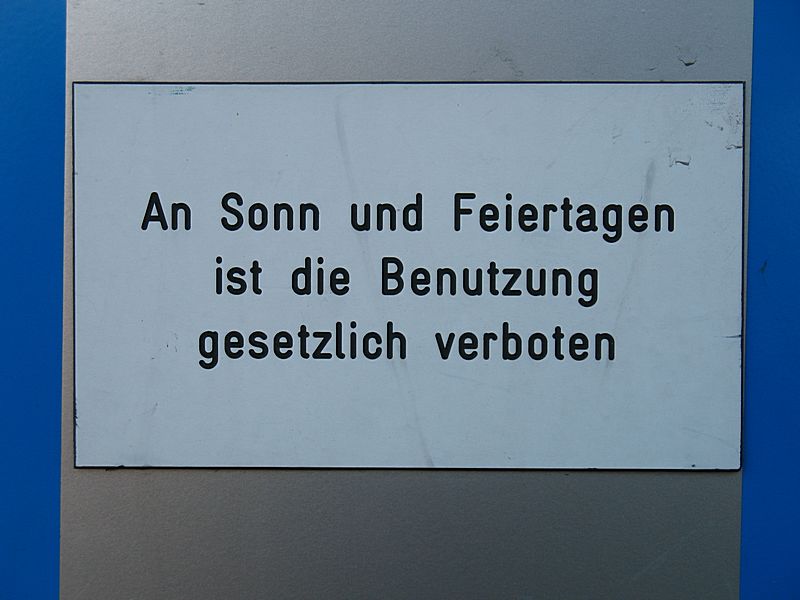 An Sonn und Feiertagen
ist die Benutzung
gesetzlich verboten